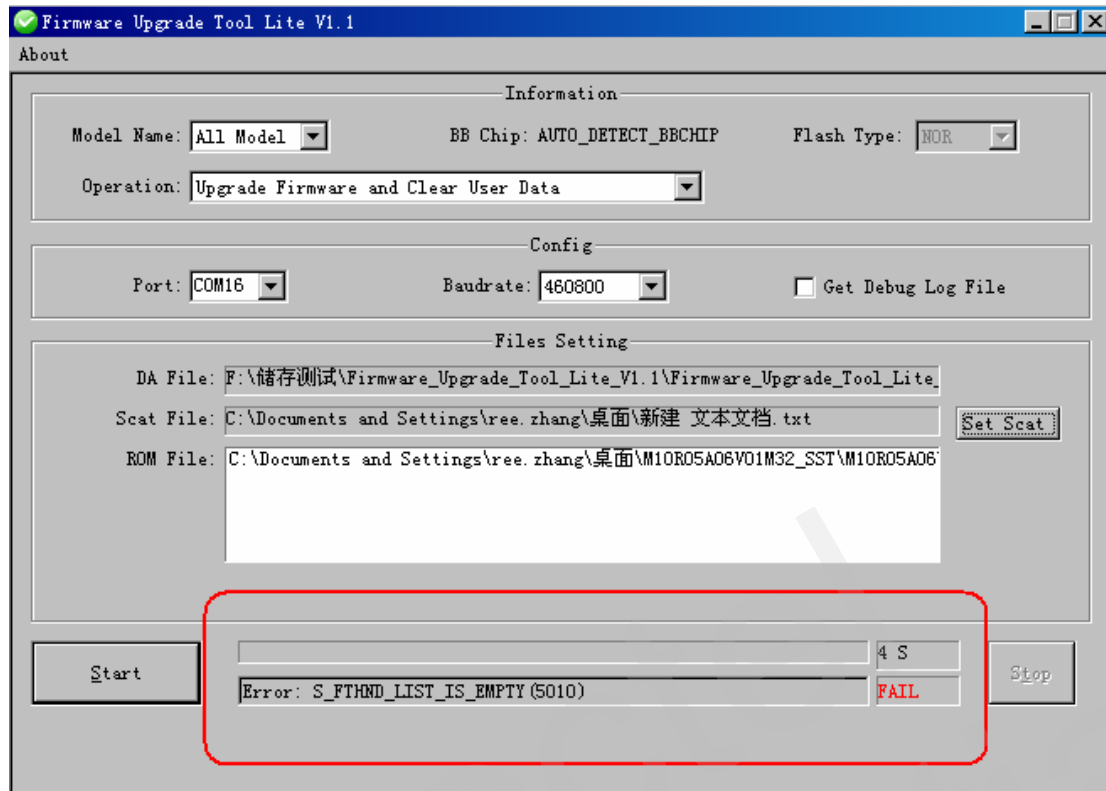 Firmware Upgrade Tool Lite V1.1
About
Information
Model Name: All Model BB Chip: AUTO_DETECT_BBCHIP Flash Type: NOR
Operation: Upgrade Firmware and Clear User Data
Config
Port: COM16 Baudrate: 460800 Get Debug Log File
Files Setting
DA File: F:\储存测试\Firmware_Upgrade_Tool_Lite_V1.1\Firmware_Upgrade_Tool_Lite_
Scat File: C:\Documents and Settings\ree.zhang\桌面\新建 文本文档.txt Set Scat
ROM File: C:\Documents and Settings\ree.zhang\桌面\M10R05A06V01M32_SST\M10R05A06
4 S
Start Stop
Error: S_FTHND_LIST_IS_EMPTY(5010) FAIL